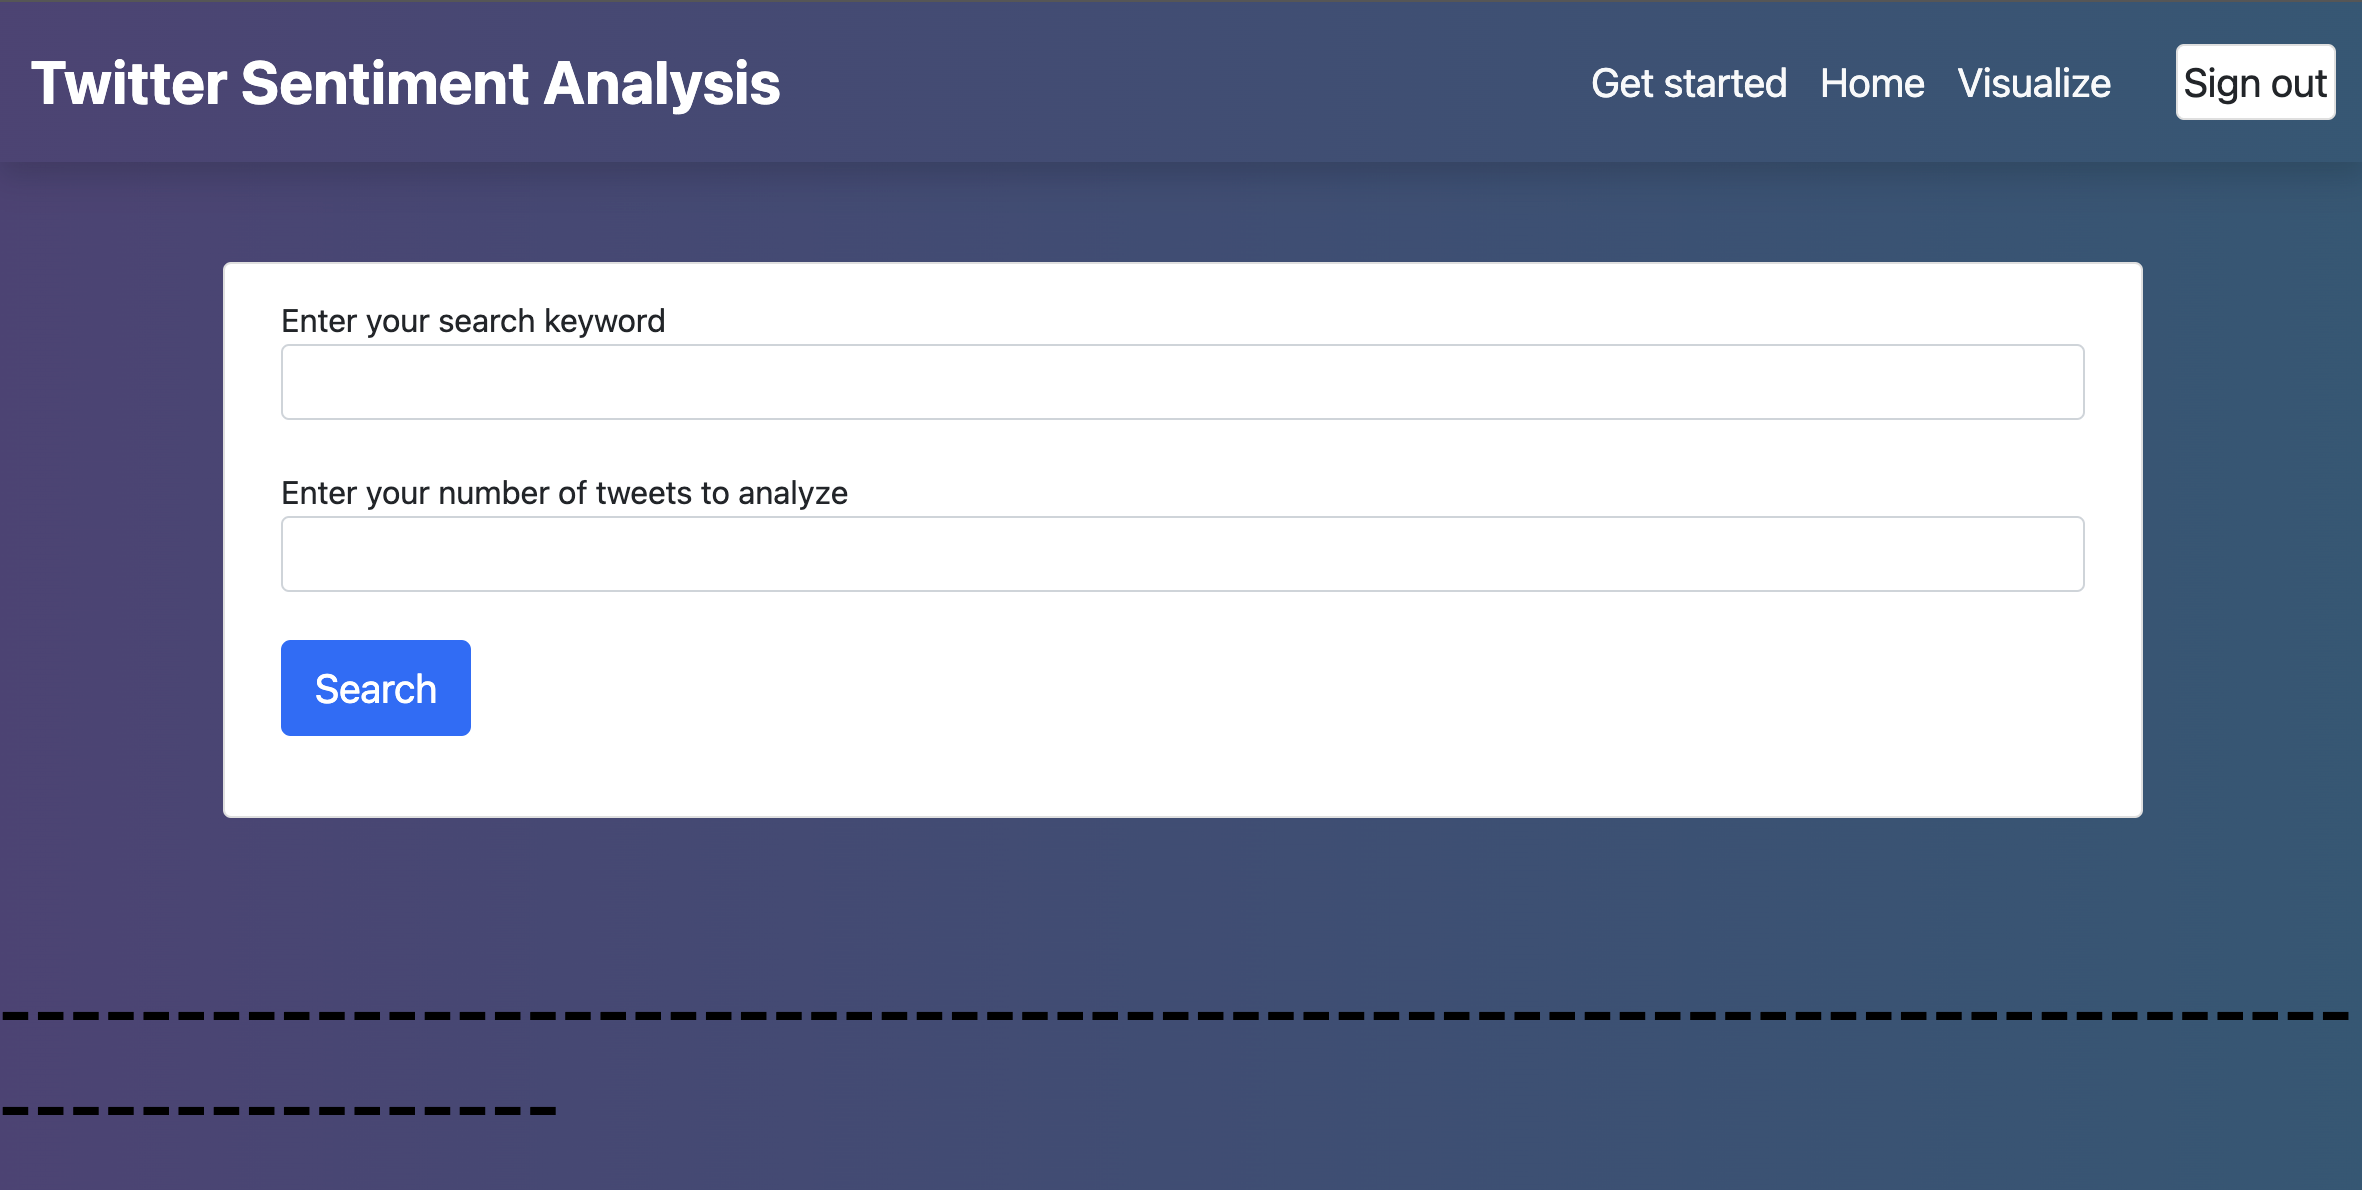 Twitter Sentiment Analysis
Get started Home Visualize Sign out
Enter your search keyword
Enter your number of tweets to analyze
Search
-------------------------------------------------------------------
----------------